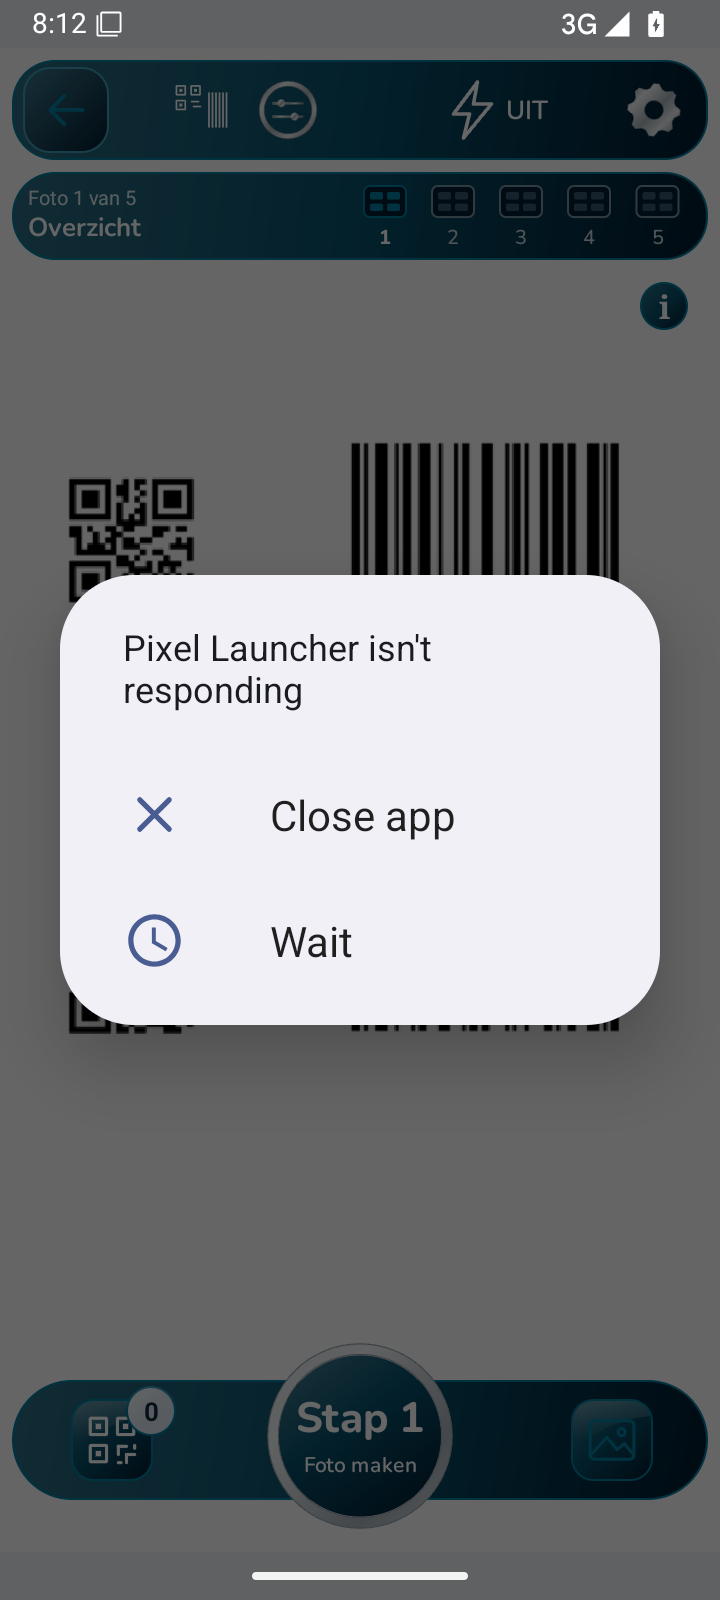 8:12
3G
UIT
Foto 1 van 5
Overzicht
1
2
3
4
5
i
Pixel Launcher isn't
responding
Close app
Wait
0
Stap 1
Foto maken